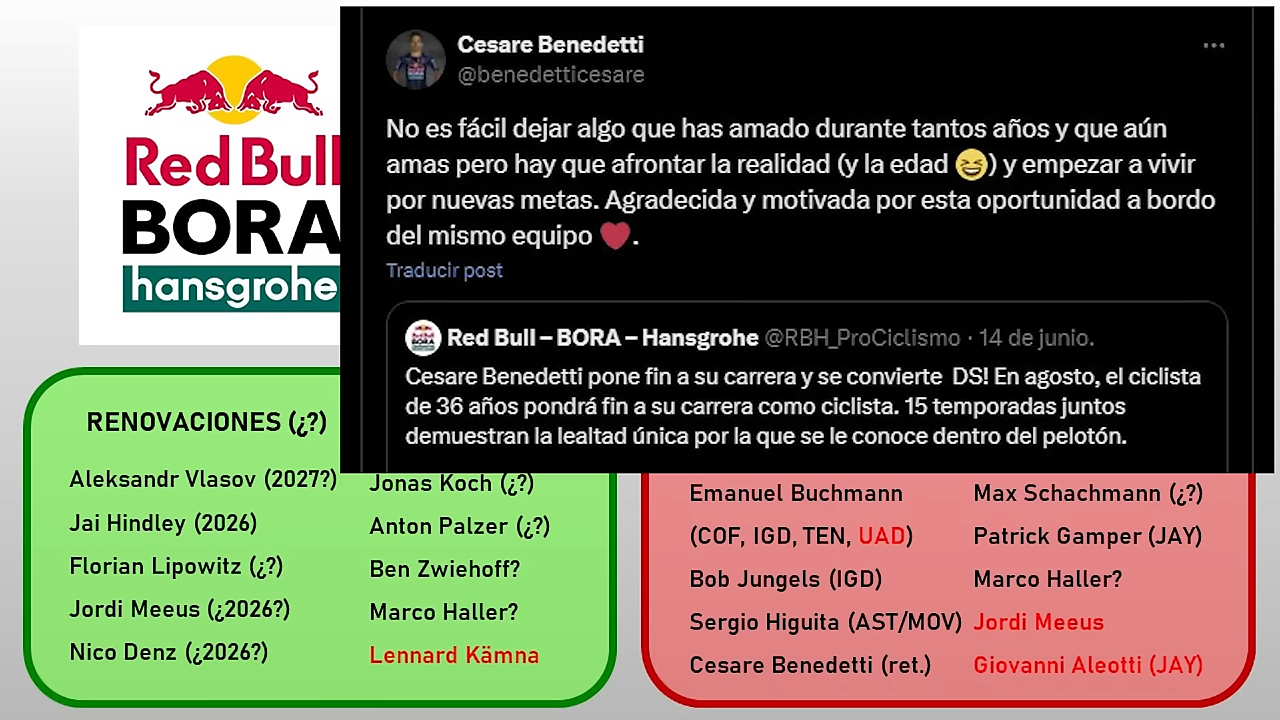 Red Bull
BORA
hansgrohe
Cesare Benedetti
@benedetticesare
No es fácil dejar algo que has amado durante tantos años y que aún
amas pero hay que afrontar la realidad (y la edad 😆) y empezar a vivir
por nuevas metas. Agradecida y motivada por esta oportunidad a bordo
del mismo equipo ❤️.
Traducir post
Red Bull – BORA – Hansgrohe @RBH_ProCiclismo · 14 de junio.
Cesare Benedetti pone fin a su carrera y se convierte DS! En agosto, el ciclista
de 36 años pondrá fin a su carrera como ciclista. 15 temporadas juntos
demuestran la lealtad única por la que se le conoce dentro del pelotón.
RENOVACIONES (¿?)
Aleksandr Vlasov (2027?)
Jai Hindley (2026)
Florian Lipowitz (¿?)
Jordi Meeus (¿2026?)
Nico Denz (¿2026?)
Jonas Koch (¿?)
Anton Palzer (¿?)
Ben Zwiehoff?
Marco Haller?
Lennard Kämna
Emanuel Buchmann
(COF, IGD, TEN, UAD)
Bob Jungels (IGD)
Sergio Higuita (AST/MOV)
Cesare Benedetti (ret.)
Max Schachmann (¿?)
Patrick Gamper (JAY)
Marco Haller?
Jordi Meeus
Giovanni Aleotti (JAY)